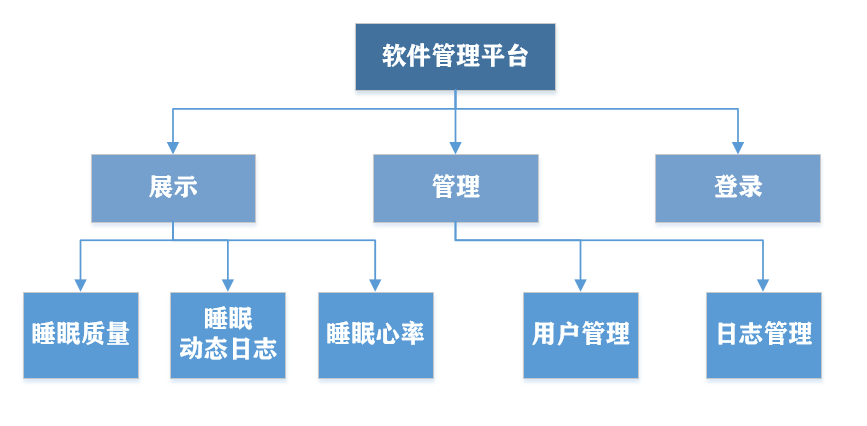 软件管理平台
展示
管理
登录
睡眠质量
睡眠
动态日志
睡眠心率
用户管理
日志管理